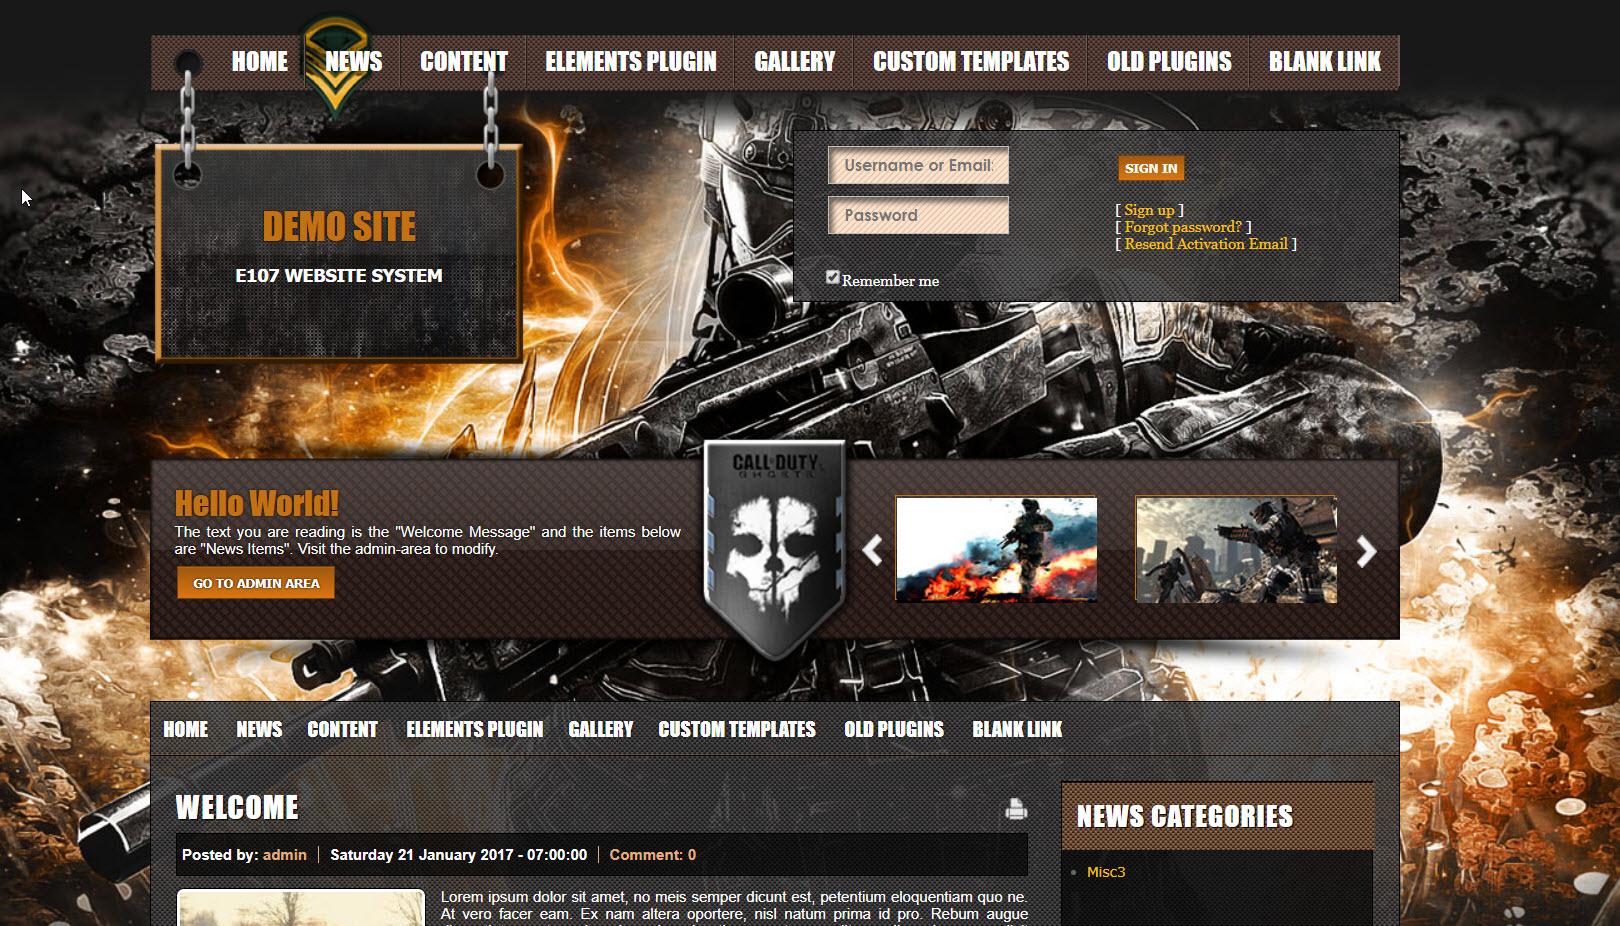 HOME NEWS CONTENT ELEMENTS PLUGIN GALLERY CUSTOM TEMPLATES OLD PLUGINS BLANK LINK
DEMO SITE
E107 WEBSITE SYSTEM
Username or Email
Password
Remember me
SIGN IN
[ Sign up ]
[ Forgot password? ]
[ Resend Activation Email ]
Hello World!
The text you are reading is the "Welcome Message" and the items below
are "News Items". Visit the admin-area to modify.
GO TO ADMIN AREA
CALL OF DUTY
GHOSTS
HOME NEWS CONTENT ELEMENTS PLUGIN GALLERY CUSTOM TEMPLATES OLD PLUGINS BLANK LINK
WELCOME
Posted by: admin | Saturday 21 January 2017 - 07:00:00 | Comment: 0
Lorem ipsum dolor sit amet, no meis semper dicunt est, petentium eloquentiam quo ne.
At vero facer eam. Ex nam altera oportere, nisl natum prima id pro. Rebum augue
NEWS CATEGORIES
Misc3